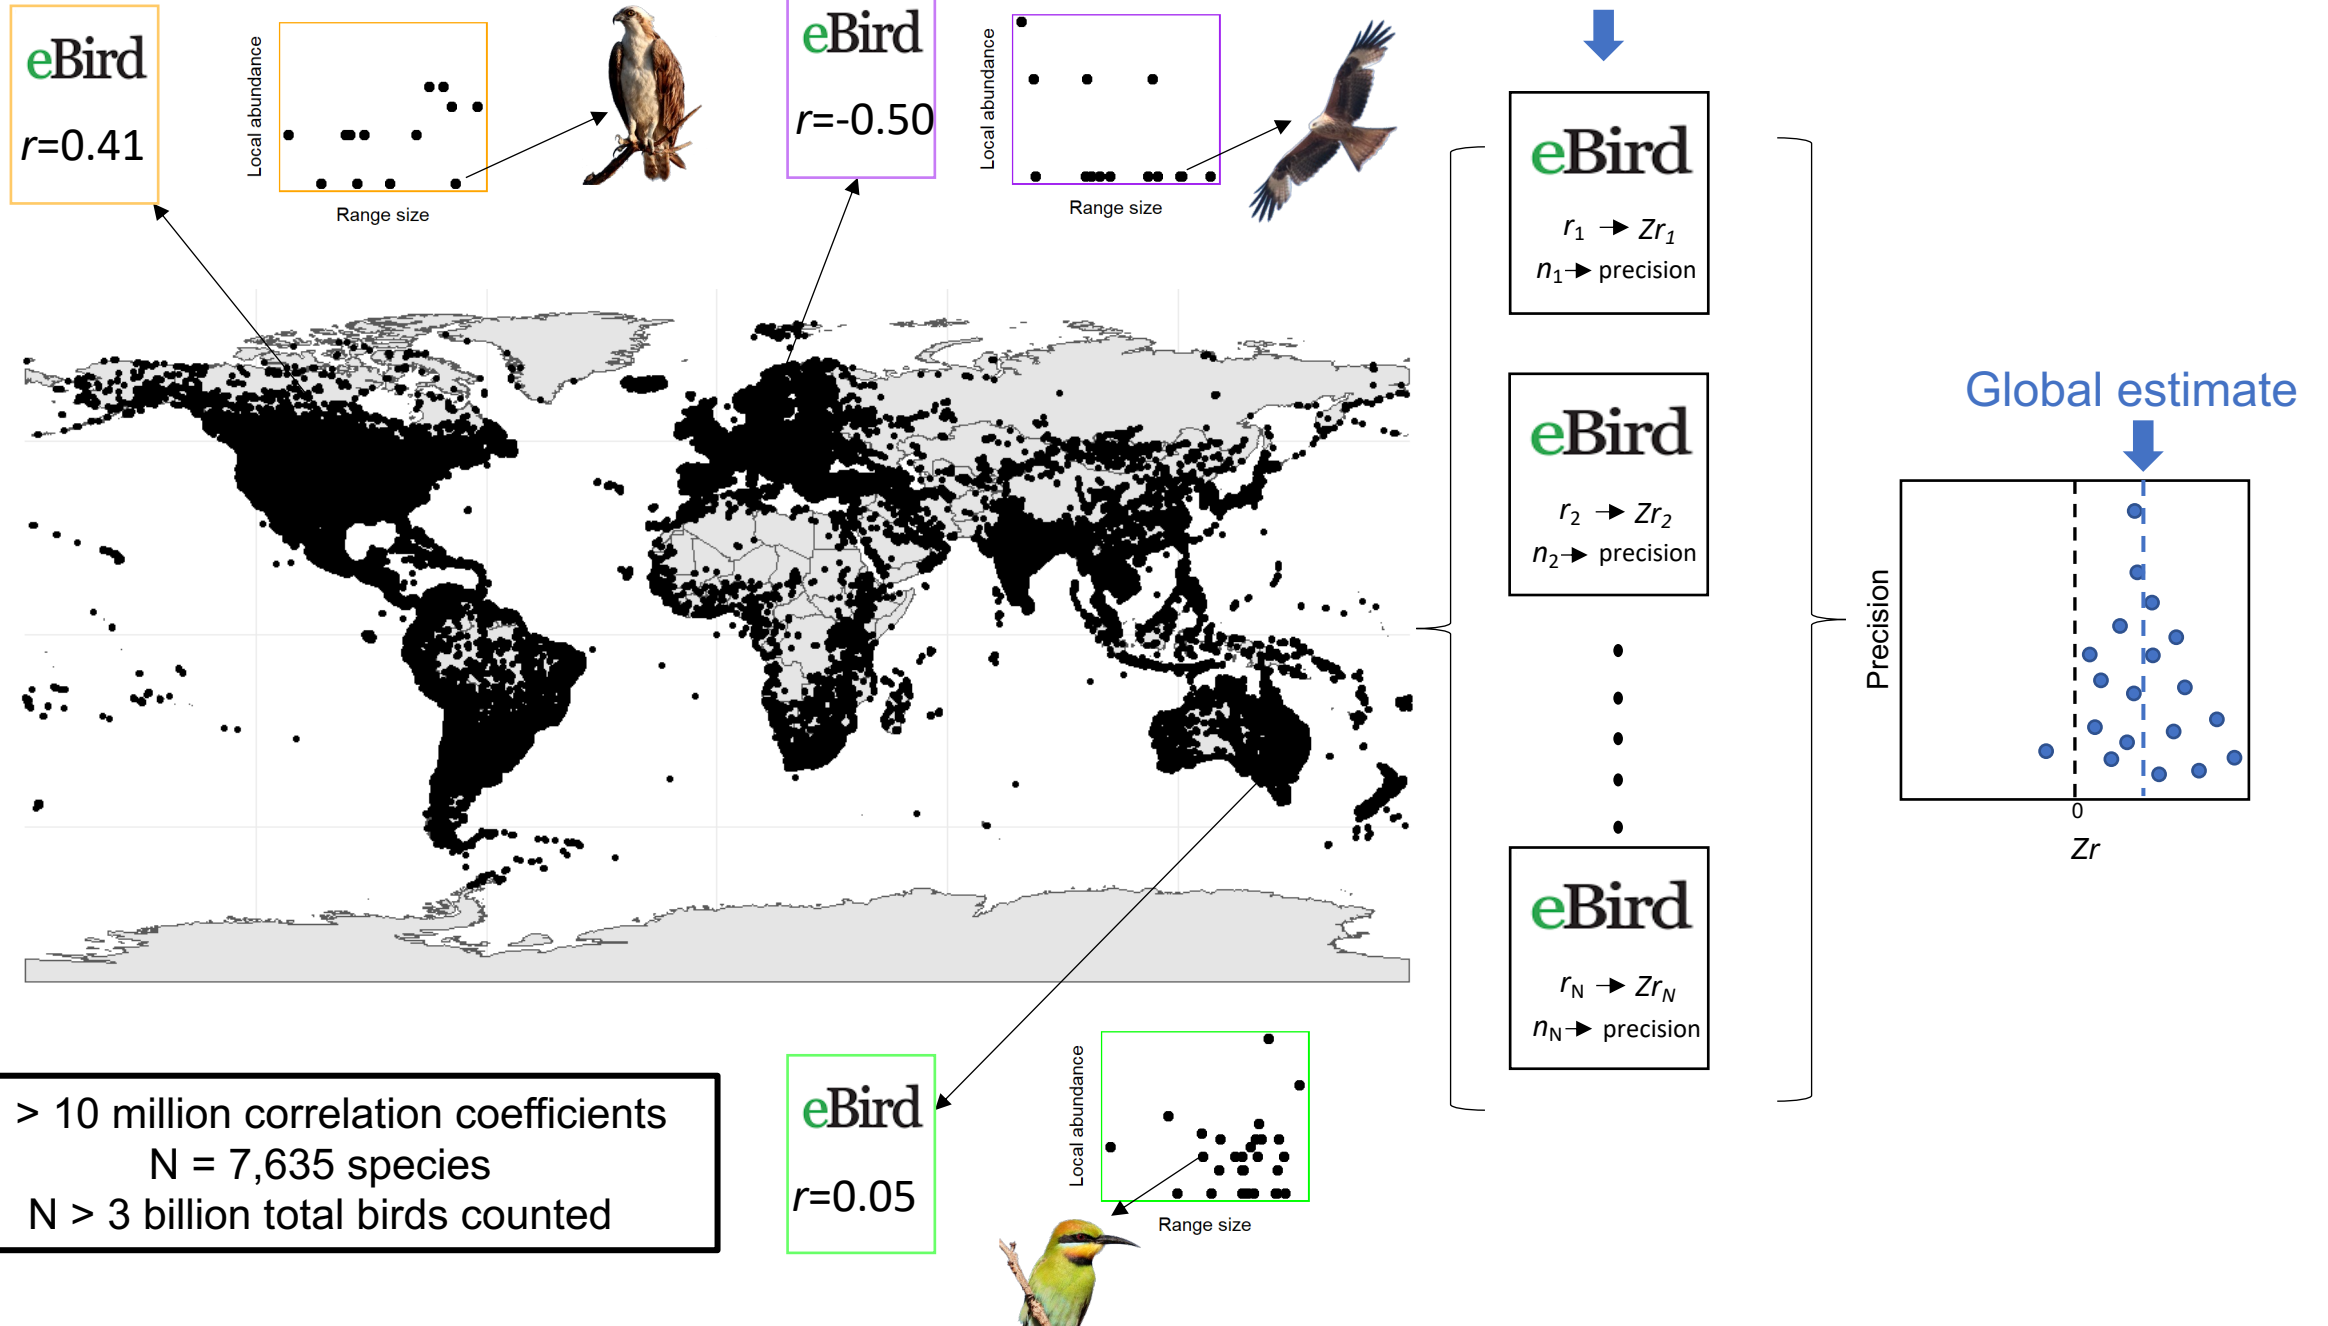 eBird
r=0.41
Local abundance
Range size
eBird
r=-0.50
Local abundance
Range size
eBird
r1 → Zr1
n1→ precision
eBird
r2 → Zr2
n2→ precision
eBird
rN → ZrN
nN→ precision
Global estimate
Precision
0
Zr
> 10 million correlation coefficients
N = 7,635 species
N > 3 billion total birds counted
eBird
r=0.05
Local abundance
Range size